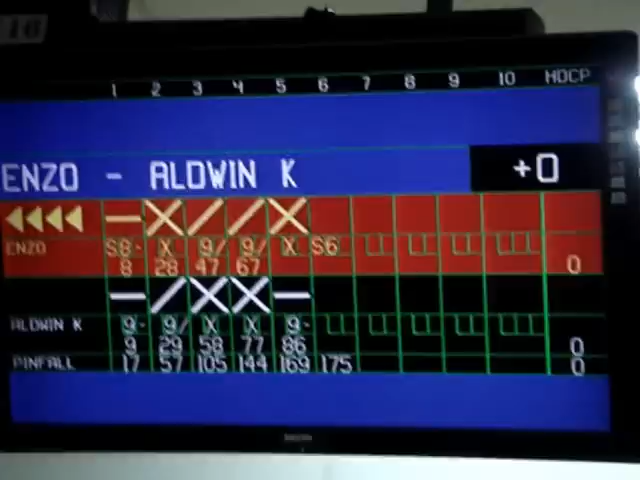 16
1 2 3 4 5 6 7 8 9 10 HDCP
ENZO - ALDWIN K +0
ENZO S8- X 9/ 9/ X S6
8 28 47 67 0
ALDWIN K 9- 9/ X X 9-
9 29 58 77 86 0
PINFALL 17 57 105 144 169 175 0